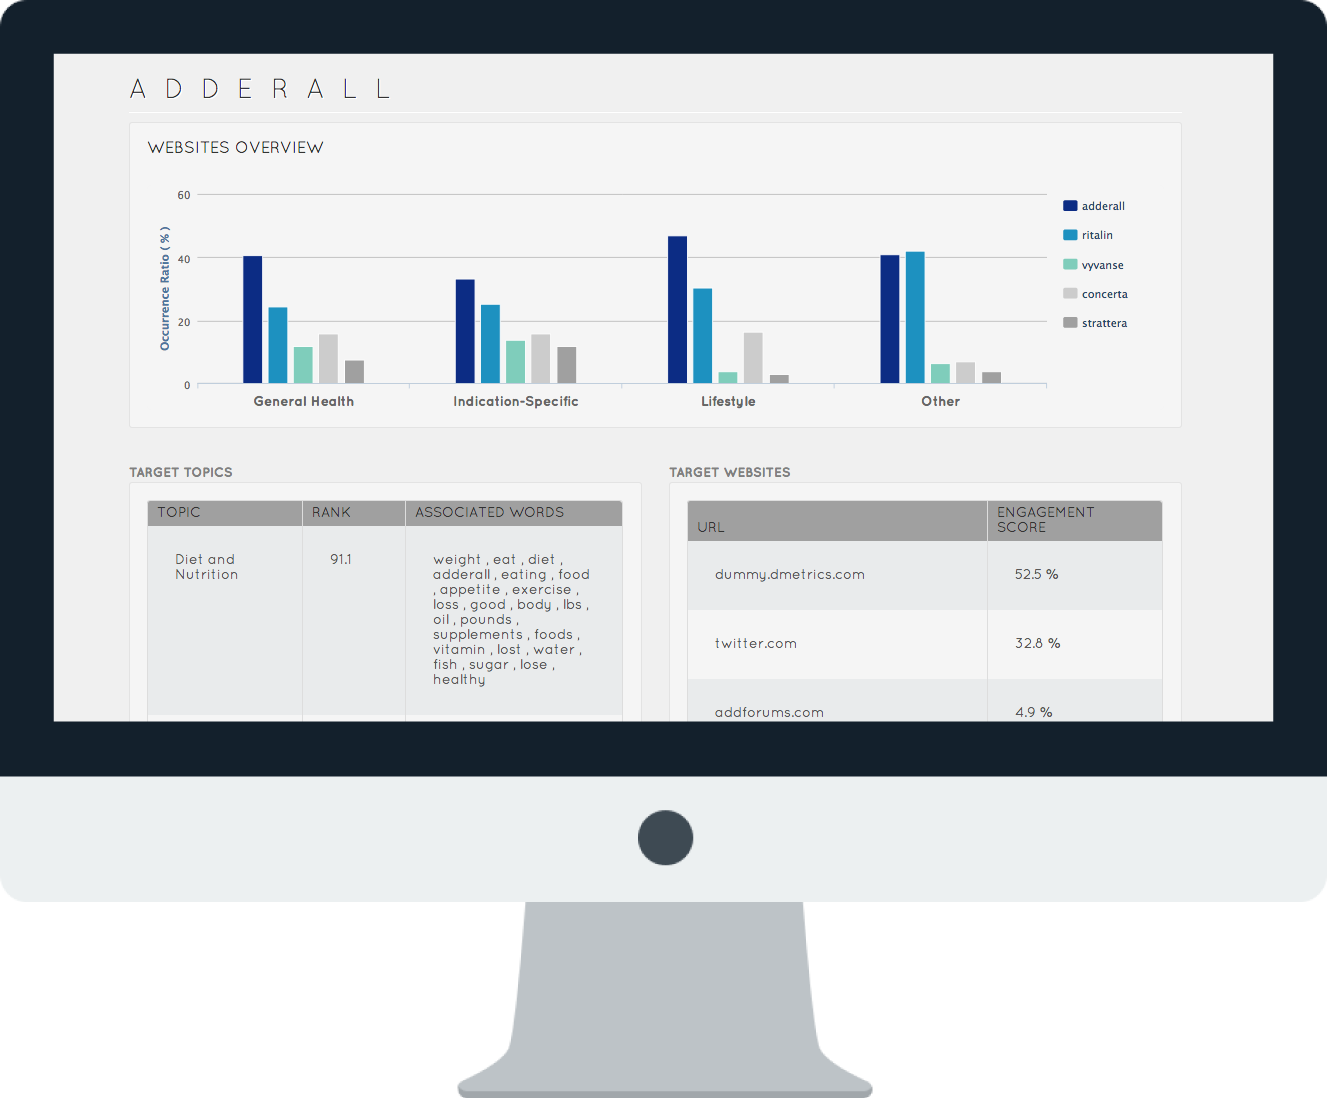 ADDERALL
WEBSITES OVERVIEW
60
40
20
0
Occurrence Ratio ( % )
General Health
Indication-Specific
Lifestyle
Other
adderall
ritalin
vyvanse
concerta
strattera
TARGET TOPICS
TOPIC RANK ASSOCIATED WORDS
Diet and
Nutrition
91.1
weight , eat , diet ,
adderall , eating , food
, appetite , exercise ,
loss , good , body , lbs ,
oil , pounds ,
supplements , foods ,
vitamin , lost , water ,
fish , sugar , lose ,
healthy
TARGET WEBSITES
URL
ENGAGEMENT
SCORE
dummy.dmetrics.com 52.5 %
twitter.com 32.8 %
addforums.com 4.9 %